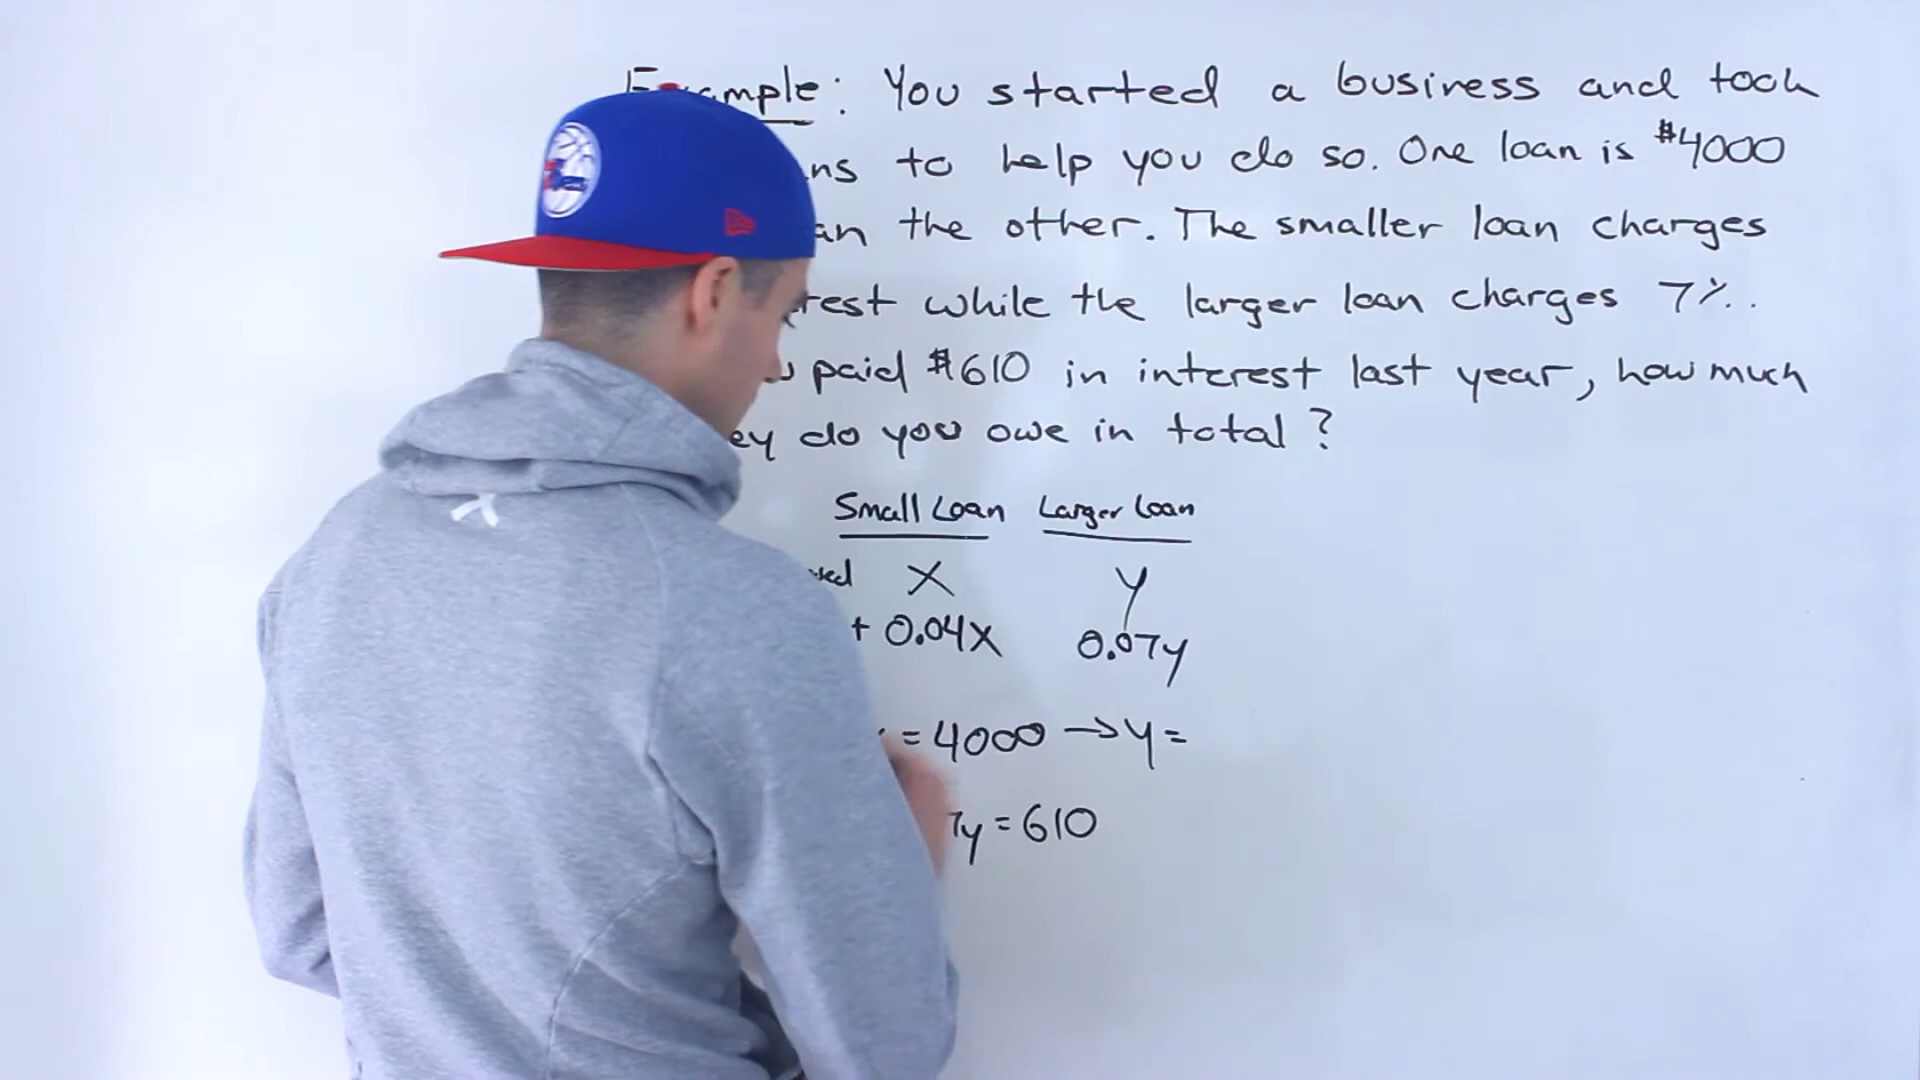 Example: You started a business and took
to help you do so. One loan is $4000
the other. The smaller loan charges
while the larger loan charges 7%.
paid $610 in interest last year, how much
do you owe in total?
Small Loan Larger Loan
X y
+ 0.04x 0.07y
= 4000 → y =
7y = 610